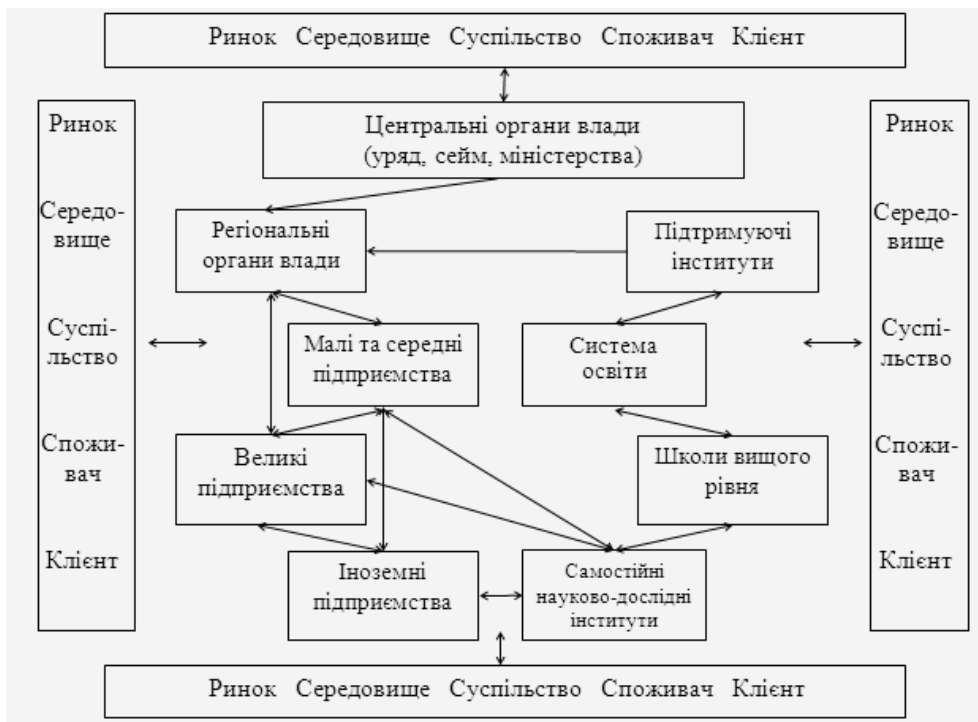 Ринок Середовище Суспільство Споживач Клієнт
Ринок
Середо-
вище
Суспі-
льство
Спожи-
вач
Клієнт
Центральні органи влади
(уряд, сейм, міністерства)
Регіональні
органи влади
Підтримуючі
інститути
Малі та середні
підприємства
Система
освіти
Великі
підприємства
Школи вищого
рівня
Іноземні
підприємства
Самостійні
науково-дослідні
інститути
Ринок
Середо-
вище
Суспі-
льство
Спожи-
вач
Клієнт
Ринок Середовище Суспільство Споживач Клієнт